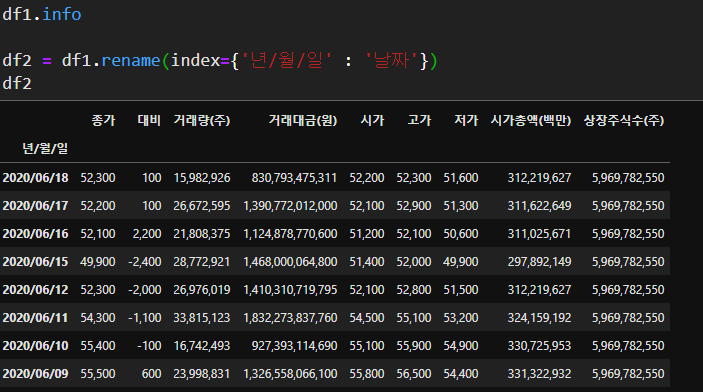 df1.info
df2 = df1.rename(index={'년/월/일' : '날짜'})
df2
종가 대비 거래량(주) 거래대금(원) 시가 고가 저가 시가총액(백만) 상장주식수(주)
년/월/일
2020/06/18 52,300 100 15,982,926 830,793,475,311 52,200 52,300 51,600 312,219,627 5,969,782,550
2020/06/17 52,200 100 26,672,595 1,390,772,012,000 52,100 52,900 51,300 311,622,649 5,969,782,550
2020/06/16 52,100 2,200 21,808,375 1,124,878,770,600 51,200 52,100 50,600 311,025,671 5,969,782,550
2020/06/15 49,900 -2,400 28,772,921 1,468,000,064,800 51,400 52,000 49,900 297,892,149 5,969,782,550
2020/06/12 52,300 -2,000 26,976,019 1,410,310,719,795 52,100 52,800 51,500 312,219,627 5,969,782,550
2020/06/11 54,300 -1,100 33,815,123 1,832,273,837,760 54,500 55,100 53,200 324,159,192 5,969,782,550
2020/06/10 55,400 -100 16,742,493 927,393,114,690 55,100 55,900 54,900 330,725,953 5,969,782,550
2020/06/09 55,500 600 23,998,831 1,326,558,066,100 55,800 56,500 54,400 331,322,932 5,969,782,550